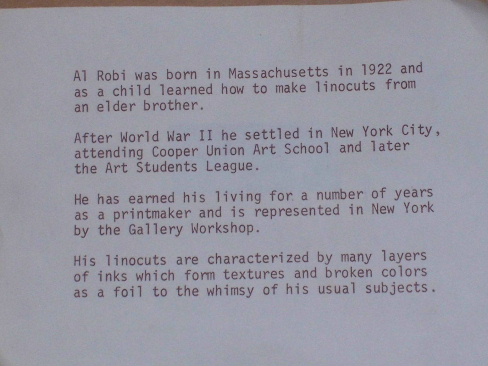 Al Robi was born in Massachusetts in 1922 and
as a child learned how to make linocuts from
an elder brother.
After World War II he settled in New York City,
attending Cooper Union Art School and later
the Art Students League.
He has earned his living for a number of years
as a printmaker and is represented in New York
by the Gallery Workshop.
His linocuts are characterized by many layers
of inks which form textures and broken colors
as a foil to the whimsy of his usual subjects.